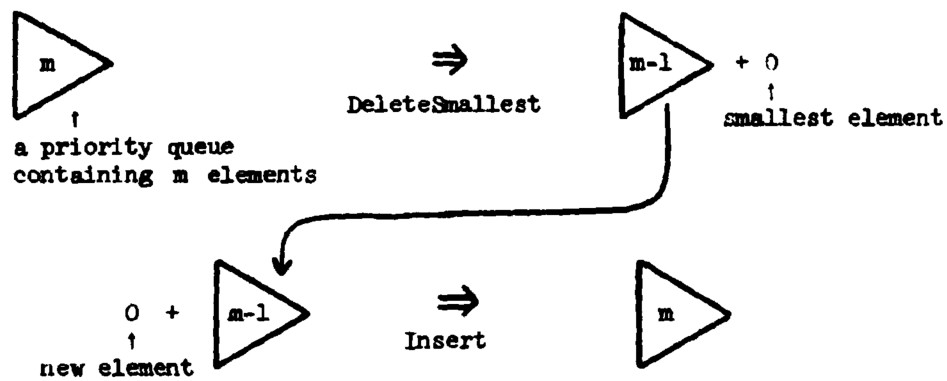 m
⇒
m-1
+ 0
DeleteSmallest
↑
smallest element
↑
a priority queue
containing m elements
0 +
m-1
⇒
m
↑
Insert
new element